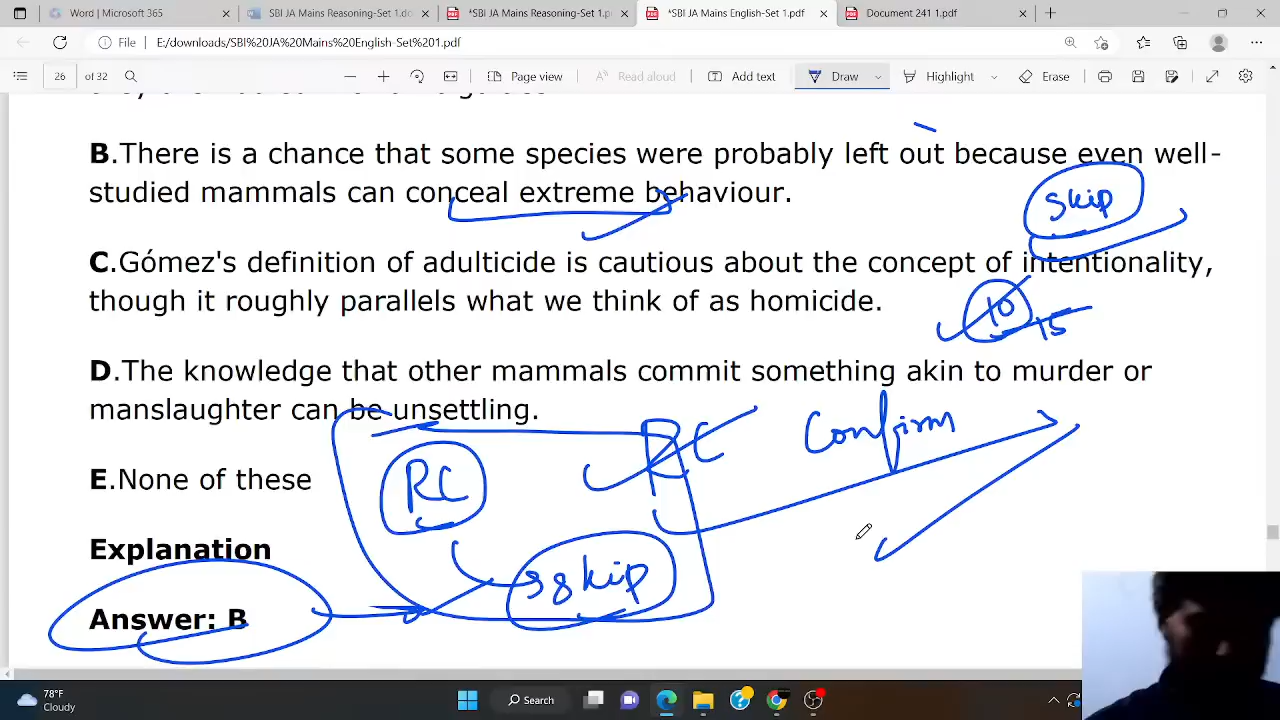 Word | Microsoft 365
SBI JA Mains Reasoning-Set 1.do
*SBI JA Mains Reasoning-Set 1.p
*SBI JA Mains English-Set 1.pdf
Document 241 1.pdf
File
E:/downloads/SBI%20JA%20Mains%20English-Set%201.pdf
26 of 32
Page view
Read aloud
Add text
Draw
Highlight
Erase
B.There is a chance that some species were probably left out because even well-
studied mammals can conceal extreme behaviour.
skip
C.Gómez's definition of adulticide is cautious about the concept of intentionality,
though it roughly parallels what we think of as homicide.
10
15
D.The knowledge that other mammals commit something akin to murder or
manslaughter can be unsettling.
RC
Confirm
RC
E.None of these
Explanation
skip
Answer: B
78°F
Cloudy
Search